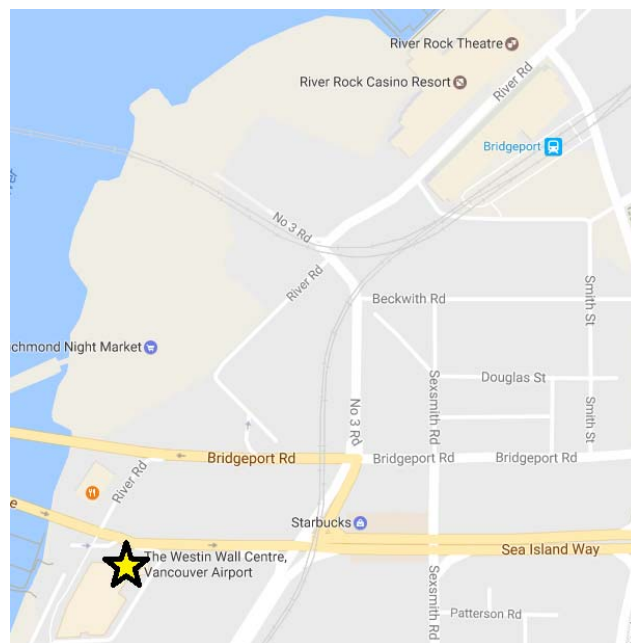 River Rock Theatre
River Rd
River Rock Casino Resort
Bridgeport
No 3 Rd
River Rd
Smith St
Beckwith Rd
chmond Night Market
Douglas St
Sexsmith Rd
No 3 Rd
Smith St
Bridgeport Rd
Bridgeport Rd
Bridgeport Rd
River Rd
e
Starbucks
The Westin Wall Centre,
Vancouver Airport
Sea Island Way
Sexsmith Rd
Patterson Rd